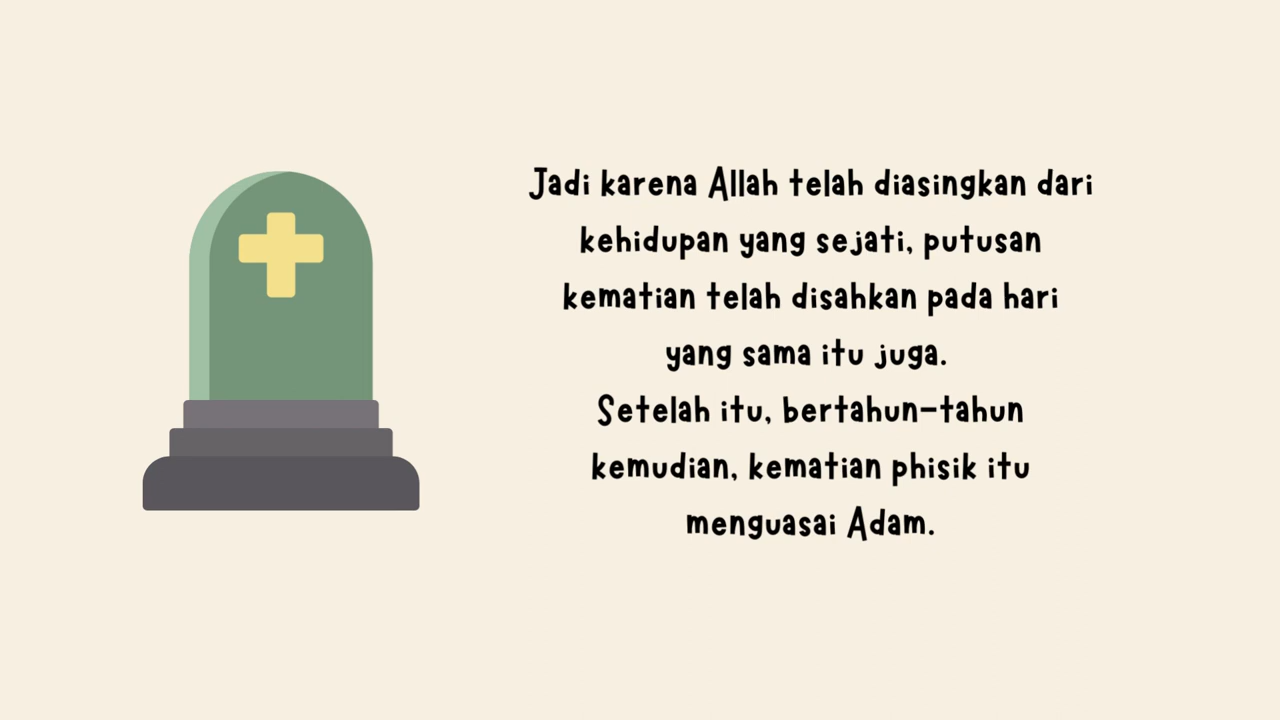 Jadi karena Allah telah diasingkan dari
kehidupan yang sejati, putusan
kematian telah disahkan pada hari
yang sama itu juga.
Setelah itu, bertahun-tahun
kemudian, kematian phisik itu
menguasai Adam.